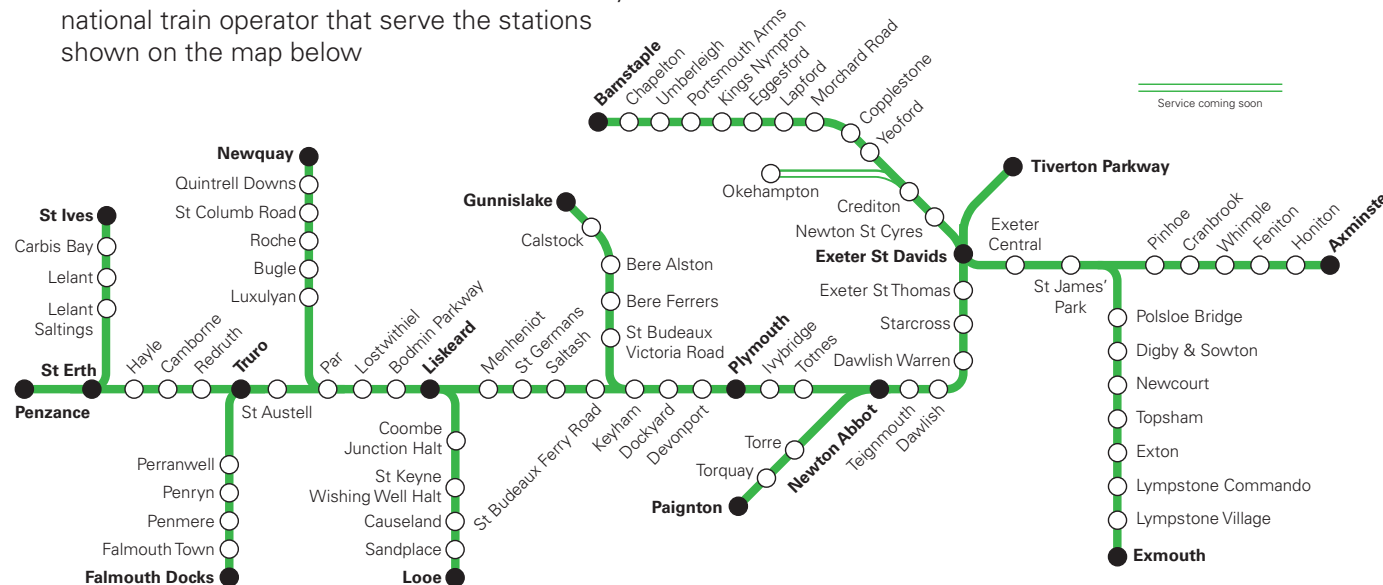 national train operator that serve the stations
shown on the map below
Barnstaple
Chapelton
Umberleigh
Portsmouth Arms
Kings Nympton
Eggesford
Lapford
Morchard Road
Copplestone
Yeoford
Service coming soon
Okehampton
Crediton
Newton St Cyres
Tiverton Parkway
Exeter St Davids
Exeter
Central
St James'
Park
Pinhoe
Cranbrook
Whimple
Feniton
Honiton
Axminste
Newquay
Quintrell Downs
St Columb Road
Roche
Bugle
Luxulyan
St Ives
Carbis Bay
Lelant
Lelant
Saltings
Gunnislake
Calstock
Bere Alston
Bere Ferrers
St Budeaux
Victoria Road
Exeter St Thomas
Starcross
Dawlish Warren
Polsloe Bridge
Digby & Sowton
Newcourt
Topsham
Exton
Lympstone Commando
Lympstone Village
Exmouth
Penzance
St Erth
Hayle
Camborne
Redruth
Truro
St Austell
Par
Lostwithiel
Bodmin Parkway
Liskeard
Menheniot
St Germans
Saltash
St Budeaux Ferry Road
Keyham
Dockyard
Devonport
Plymouth
Ivybridge
Totnes
Newton Abbot
Teignmouth
Dawlish
Torre
Torquay
Paignton
Perranwell
Penryn
Penmere
Falmouth Town
Falmouth Docks
Coombe
Junction Halt
St Keyne
Wishing Well Halt
Causeland
Sandplace
Looe